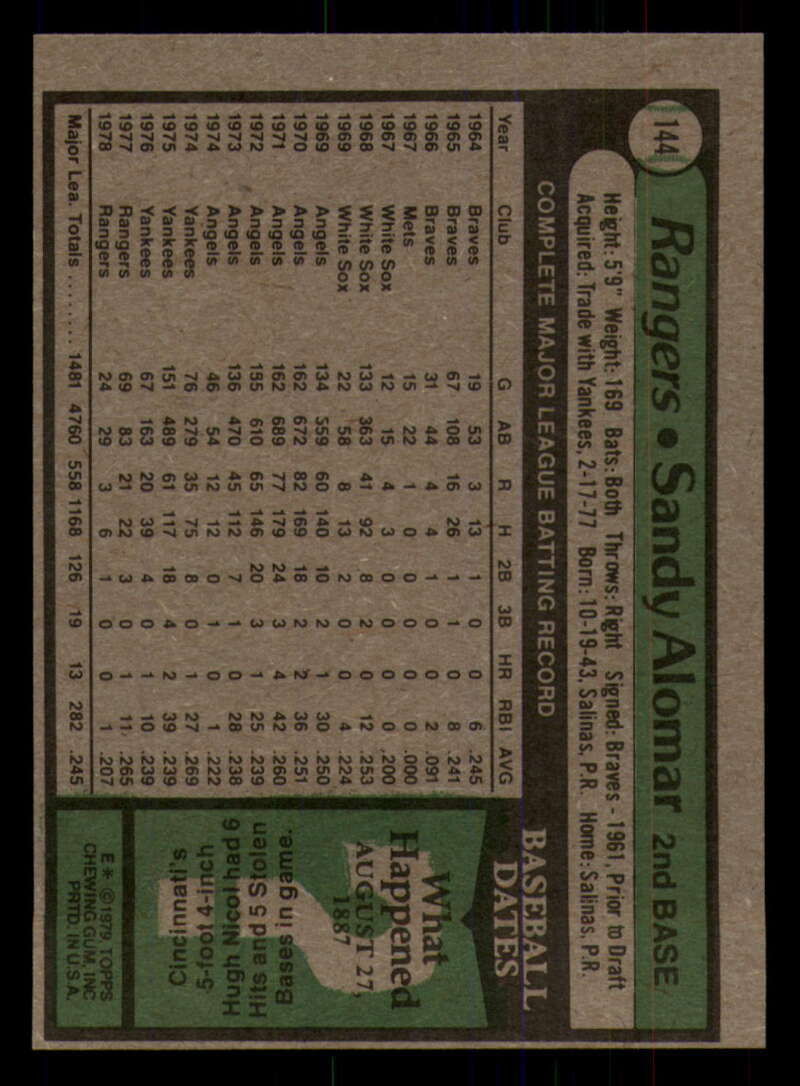 144
Rangers • Sandy Alomar 2nd BASE
Height: 5'9" Weight: 169 Bats: Both Throws: Right Signed: Braves - 1961, Prior to Draft
Acquired: Trade with Yankees, 2-17-77 Born: 10-19-43, Salinas, P.R. Home: Salinas, P.R.
COMPLETE MAJOR LEAGUE BATTING RECORD
Year Club G AB R H 2B 3B HR RBI AVG
1964 Braves 19 53 3 13 1 0 0 6 .245
1965 Braves 67 108 16 26 1 1 0 8 .241
1966 Braves 31 44 4 4 1 0 0 2 .091
1967 Mets 15 22 1 0 0 0 0 0 .000
1967 White Sox 12 15 4 3 0 0 0 0 .200
1968 White Sox 133 363 41 92 8 2 0 12 .253
1969 White Sox 22 58 8 13 2 0 0 4 .224
1969 Angels 134 559 60 140 10 2 1 30 .250
1970 Angels 162 672 82 169 18 2 2 36 .251
1971 Angels 162 689 77 179 24 3 4 42 .260
1972 Angels 155 610 65 146 20 3 1 25 .239
1973 Angels 136 470 45 112 7 1 0 28 .238
1974 Angels 46 54 12 12 0 1 0 1 .222
1974 Yankees 76 279 35 75 8 0 1 27 .269
1975 Yankees 151 489 61 117 18 4 2 39 .239
1976 Yankees 67 163 20 39 4 0 1 10 .239
1977 Rangers 69 83 21 22 3 0 1 11 .265
1978 Rangers 24 29 3 6 1 0 0 1 .207
Major Lea. Totals ........ 1481 4760 558 1168 126 19 13 282 .245
BASEBALL
DATES
What
Happened
AUGUST 27,
1887
Cincinnati's
5-foot 4-inch
Hugh Nicol had 6
Hits and 5 Stolen
Bases in game.
E* ©1979 TOPPS
CHEWING GUM, INC
PRTD. IN U.S.A.